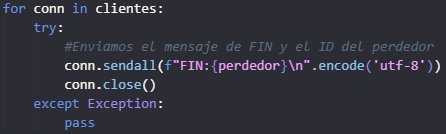 for conn in clientes:
    try:
        #Enviamos el mensaje de FIN y el ID del perdedor
        conn.sendall(f"FIN:{perdedor}\n".encode('utf-8'))
        conn.close()
    except Exception:
        pass